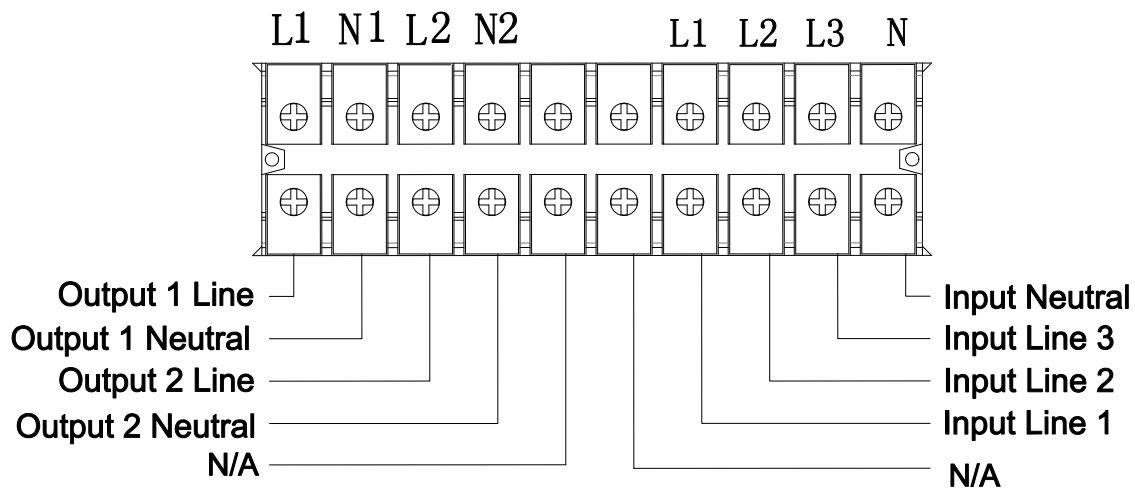 L1 N1 L2 N2 L1 L2 L3 N
Output 1 Line
Output 1 Neutral
Output 2 Line
Output 2 Neutral
N/A
Input Neutral
Input Line 3
Input Line 2
Input Line 1
N/A